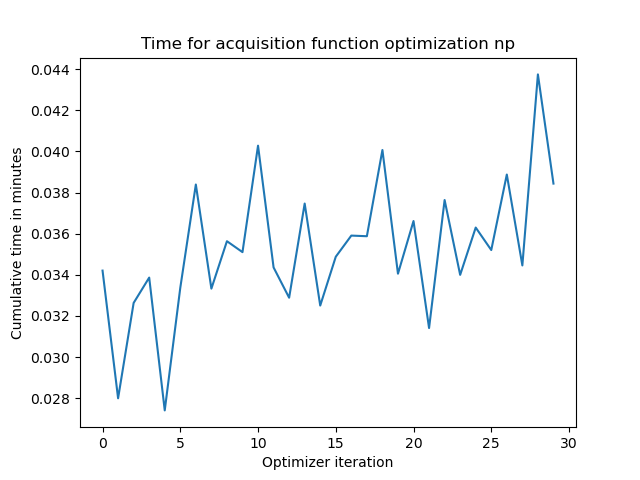 Time for acquisition function optimization np
0.044
0.042
0.040
0.038
0.036
0.034
0.032
0.030
0.028
Cumulative time in minutes
0 5 10 15 20 25 30
Optimizer iteration